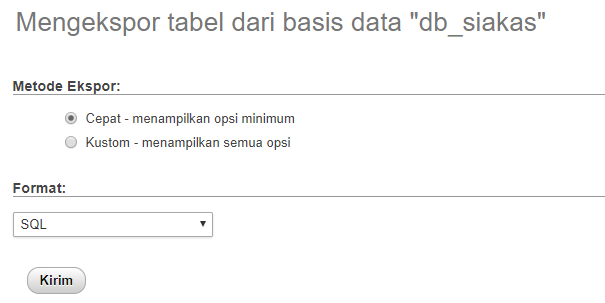 Mengekspor tabel dari basis data "db_siakas"
Metode Ekspor:
Cepat - menampilkan opsi minimum
Kustom - menampilkan semua opsi
Format:
SQL
Kirim